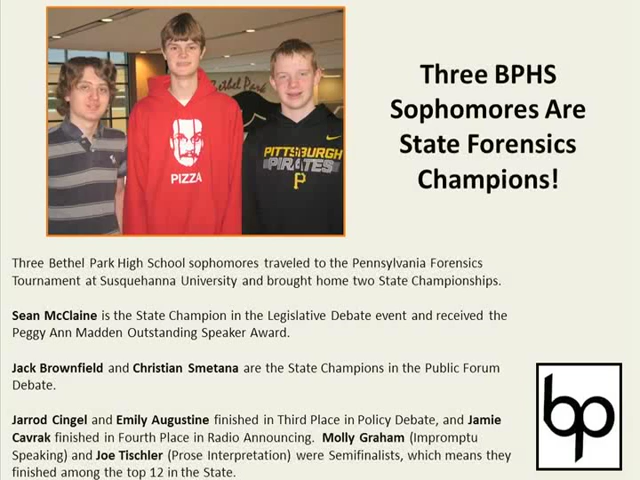 Bethel Park
PIZZA
PITTSBURGH
PIRATES
P
Three BPHS
Sophomores Are
State Forensics
Champions!
Three Bethel Park High School sophomores traveled to the Pennsylvania Forensics
Tournament at Susquehanna University and brought home two State Championships.
Sean McClaine is the State Champion in the Legislative Debate event and received the
Peggy Ann Madden Outstanding Speaker Award.
Jack Brownfield and Christian Smetana are the State Champions in the Public Forum
Debate.
Jarrod Cingel and Emily Augustine finished in Third Place in Policy Debate, and Jamie
Cavrak finished in Fourth Place in Radio Announcing. Molly Graham (Impromptu
Speaking) and Joe Tischler (Prose Interpretation) were Semifinalists, which means they
finished among the top 12 in the State.
bp